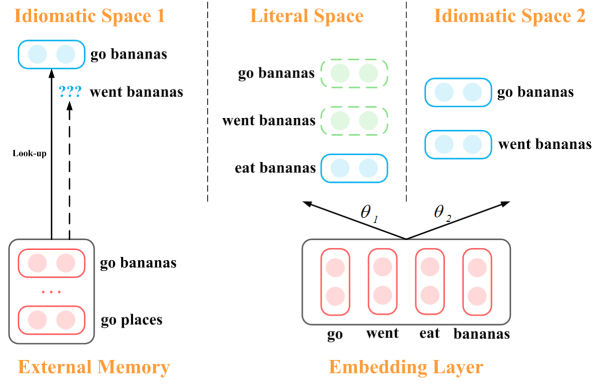 Idiomatic Space 1
Literal Space
Idiomatic Space 2
go bananas
??? went bananas
Look-up
go bananas
went bananas
eat bananas
go bananas
went bananas
θ1
θ2
go bananas
...
go places
go went eat bananas
External Memory
Embedding Layer